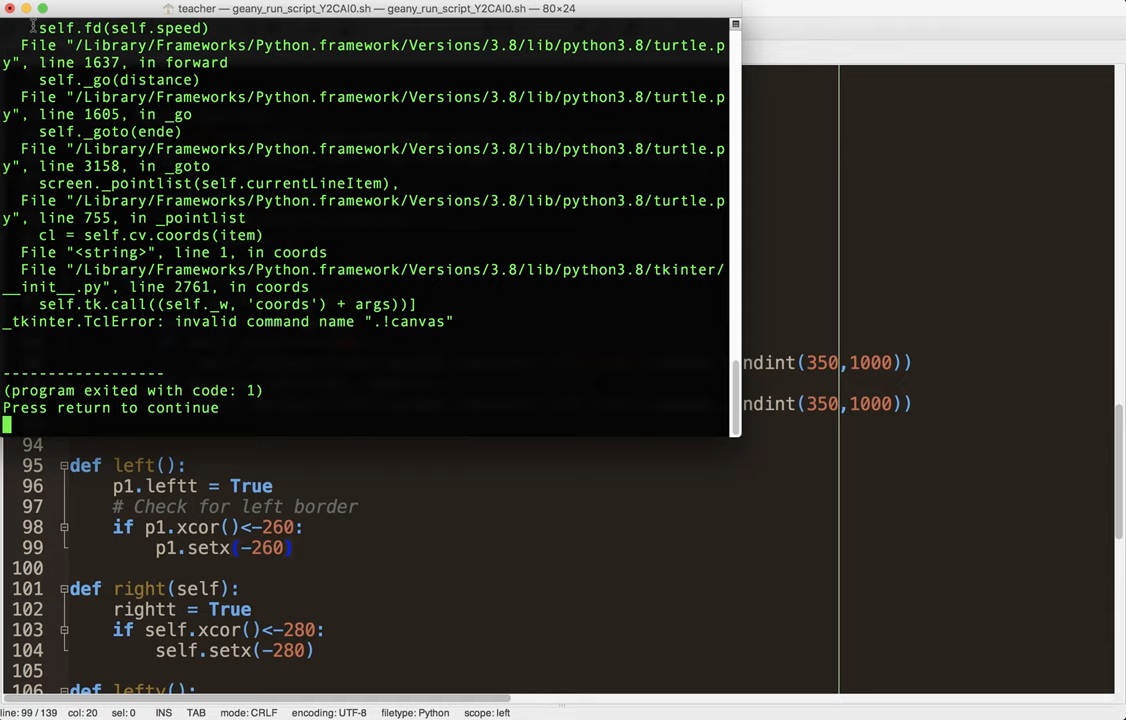 teacher — geany_run_script_Y2CAI0.sh — geany_run_script_Y2CAI0.sh — 80×24
self.fd(self.speed)
File "/Library/Frameworks/Python.framework/Versions/3.8/lib/python3.8/turtle.p
y", line 1637, in forward
self._go(distance)
File "/Library/Frameworks/Python.framework/Versions/3.8/lib/python3.8/turtle.p
y", line 1605, in _go
self._goto(ende)
File "/Library/Frameworks/Python.framework/Versions/3.8/lib/python3.8/turtle.p
y", line 3158, in _goto
screen._pointlist(self.currentLineItem),
File "/Library/Frameworks/Python.framework/Versions/3.8/lib/python3.8/turtle.p
y", line 755, in _pointlist
cl = self.cv.coords(item)
File "<string>", line 1, in coords
File "/Library/Frameworks/Python.framework/Versions/3.8/lib/python3.8/tkinter/
__init__.py", line 2761, in coords
self.tk.call((self._w, 'coords') + args))]
_tkinter.TclError: invalid command name ".!canvas"
------------------
(program exited with code: 1)
Press return to continue
ndint(350,1000))
ndint(350,1000))
94
95 def left():
96 p1.leftt = True
97 # Check for left border
98 if p1.xcor()<-260:
99 p1.setx(-260)
100
101 def right(self):
102 rightt = True
103 if self.xcor()<-280:
104 self.setx(-280)
105
106 def lefty():
line: 99 / 139 col: 20 sel: 0 INS TAB mode: CRLF encoding: UTF-8 filetype: Python scope: left